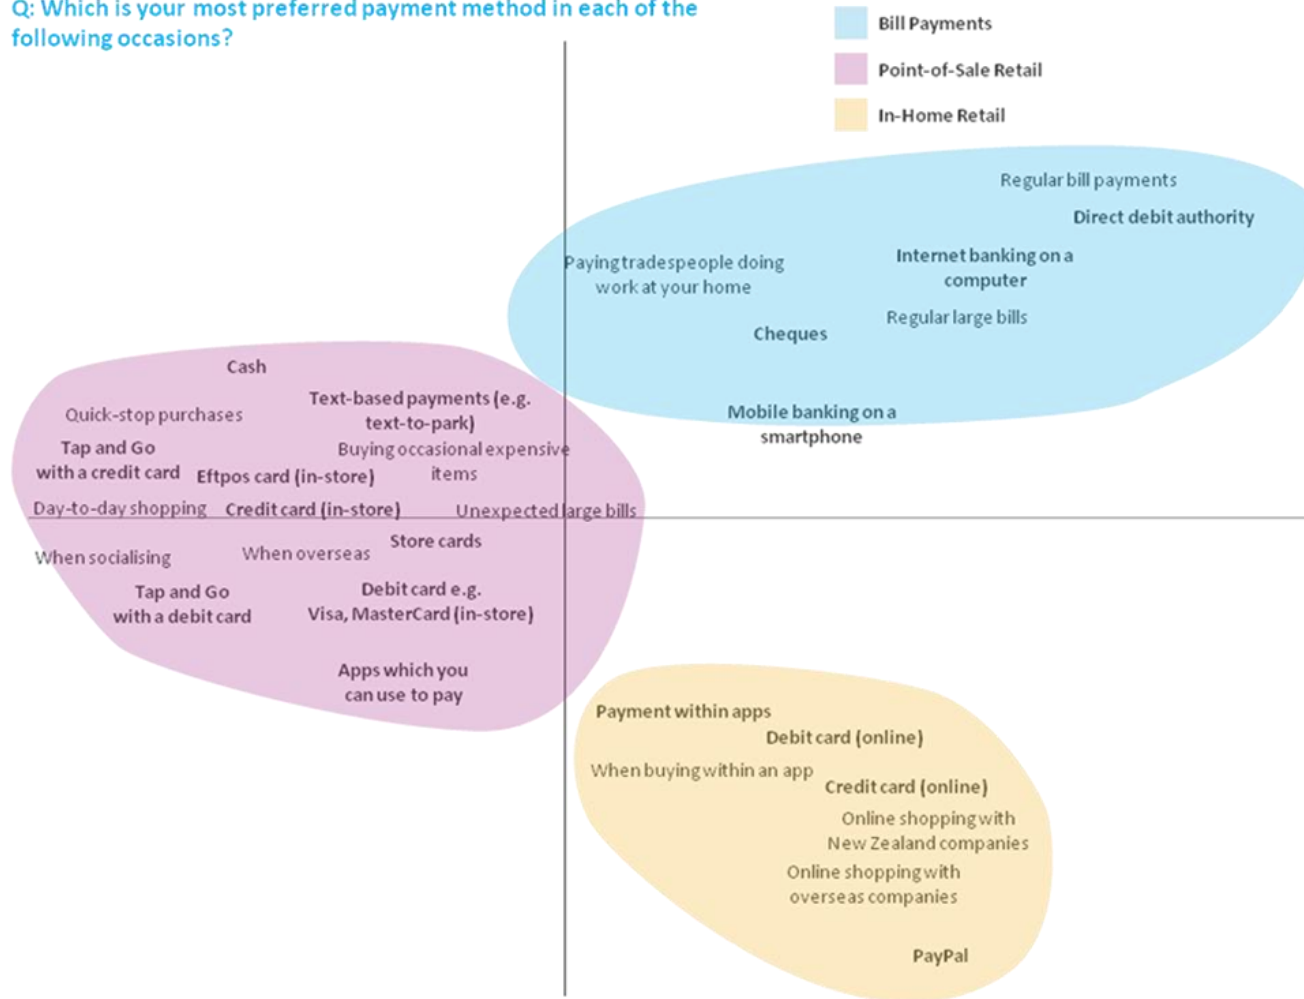 Q: Which is your most preferred payment method in each of the
following occasions?
Bill Payments
Point-of-Sale Retail
In-Home Retail
Regular bill payments
Direct debit authority
Paying tradespeople doing
work at your home
Internet banking on a
computer
Regular large bills
Cheques
Mobile banking on a
smartphone
Cash
Text-based payments (e.g.
text-to-park)
Quick-stop purchases
Buying occasional expensive
items
Tap and Go
with a credit card
Eftpos card (in-store)
Day-to-day shopping
Credit card (in-store)
Unexpected large bills
Store cards
When socialising
When overseas
Tap and Go
with a debit card
Debit card e.g.
Visa, MasterCard (in-store)
Apps which you
can use to pay
Payment within apps
Debit card (online)
When buying within an app
Credit card (online)
Online shopping with
New Zealand companies
Online shopping with
overseas companies
PayPal